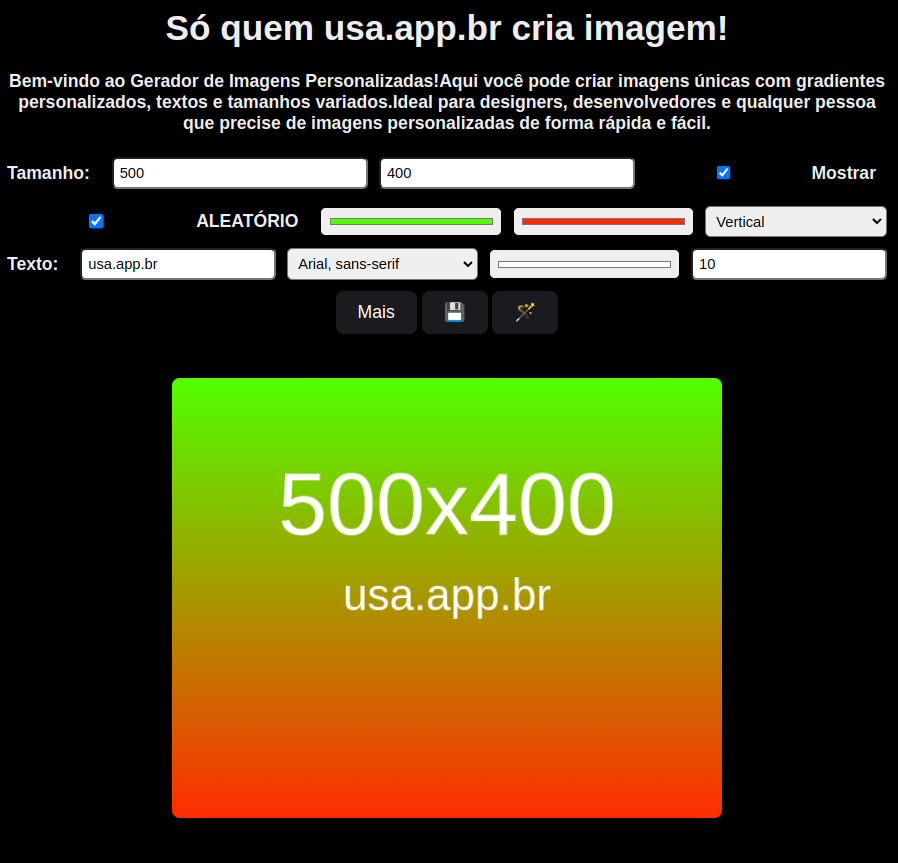 Só quem usa.app.br cria imagem!
Bem-vindo ao Gerador de Imagens Personalizadas!Aqui você pode criar imagens únicas com gradientes
personalizados, textos e tamanhos variados.Ideal para designers, desenvolvedores e qualquer pessoa
que precise de imagens personalizadas de forma rápida e fácil.
Tamanho: 500 400 Mostrar
ALEATÓRIO Vertical
Texto: usa.app.br Arial, sans-serif 10
Mais
500x400
usa.app.br